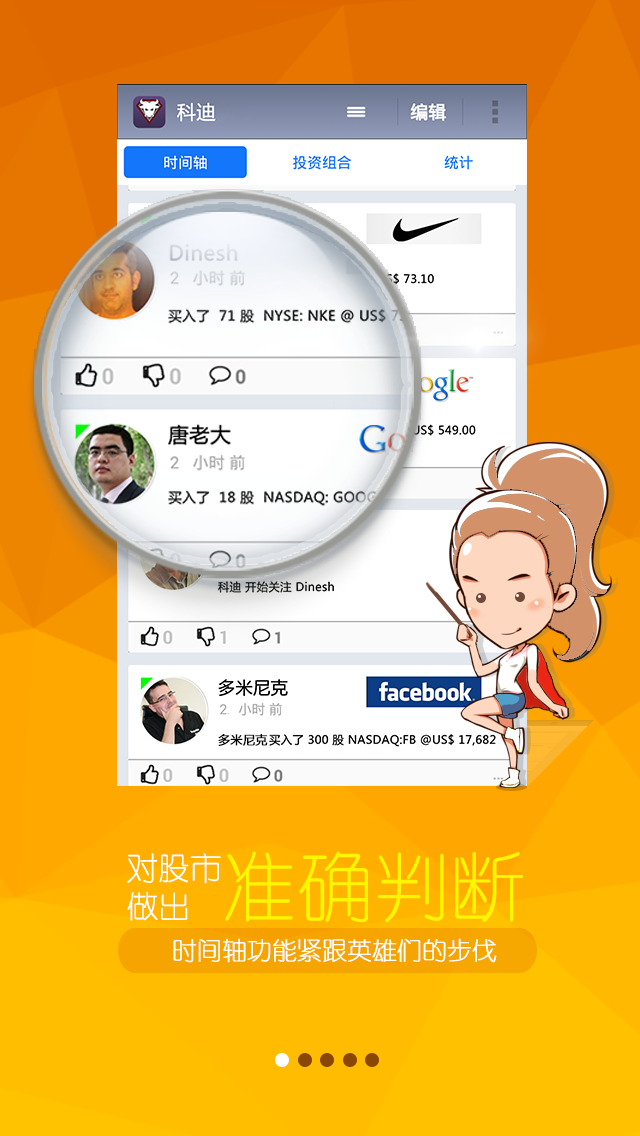 科迪
编辑
时间轴 投资组合 统计
Dinesh
2 小时 前
买入了 71 股 NYSE: NKE @ US$ 7
US$ 73.10
0 0 0
...
Google
唐老大
2 小时 前
买入了 18 股 NASDAQ: GOOG
US$ 549.00
0
科迪 开始关注 Dinesh
0 1 1
多米尼克
2. 小时 前
facebook.
多米尼克买入了 300 股 NASDAQ:FB @US$ 17,682
0 0 0
...
对股市
做出
准确判断
时间轴功能紧跟英雄们的步伐